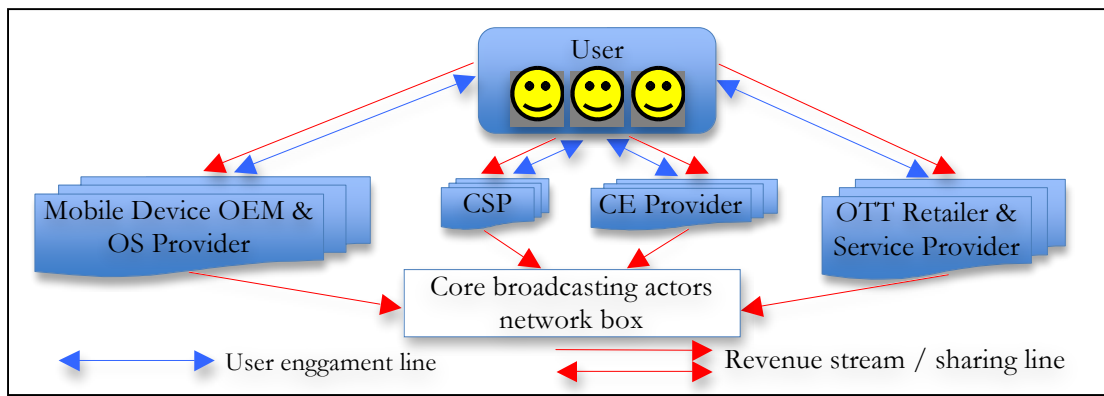 User
Mobile Device OEM &
OS Provider
CSP
CE Provider
OTT Retailer &
Service Provider
Core broadcasting actors
network box
User enggament line
Revenue stream / sharing line